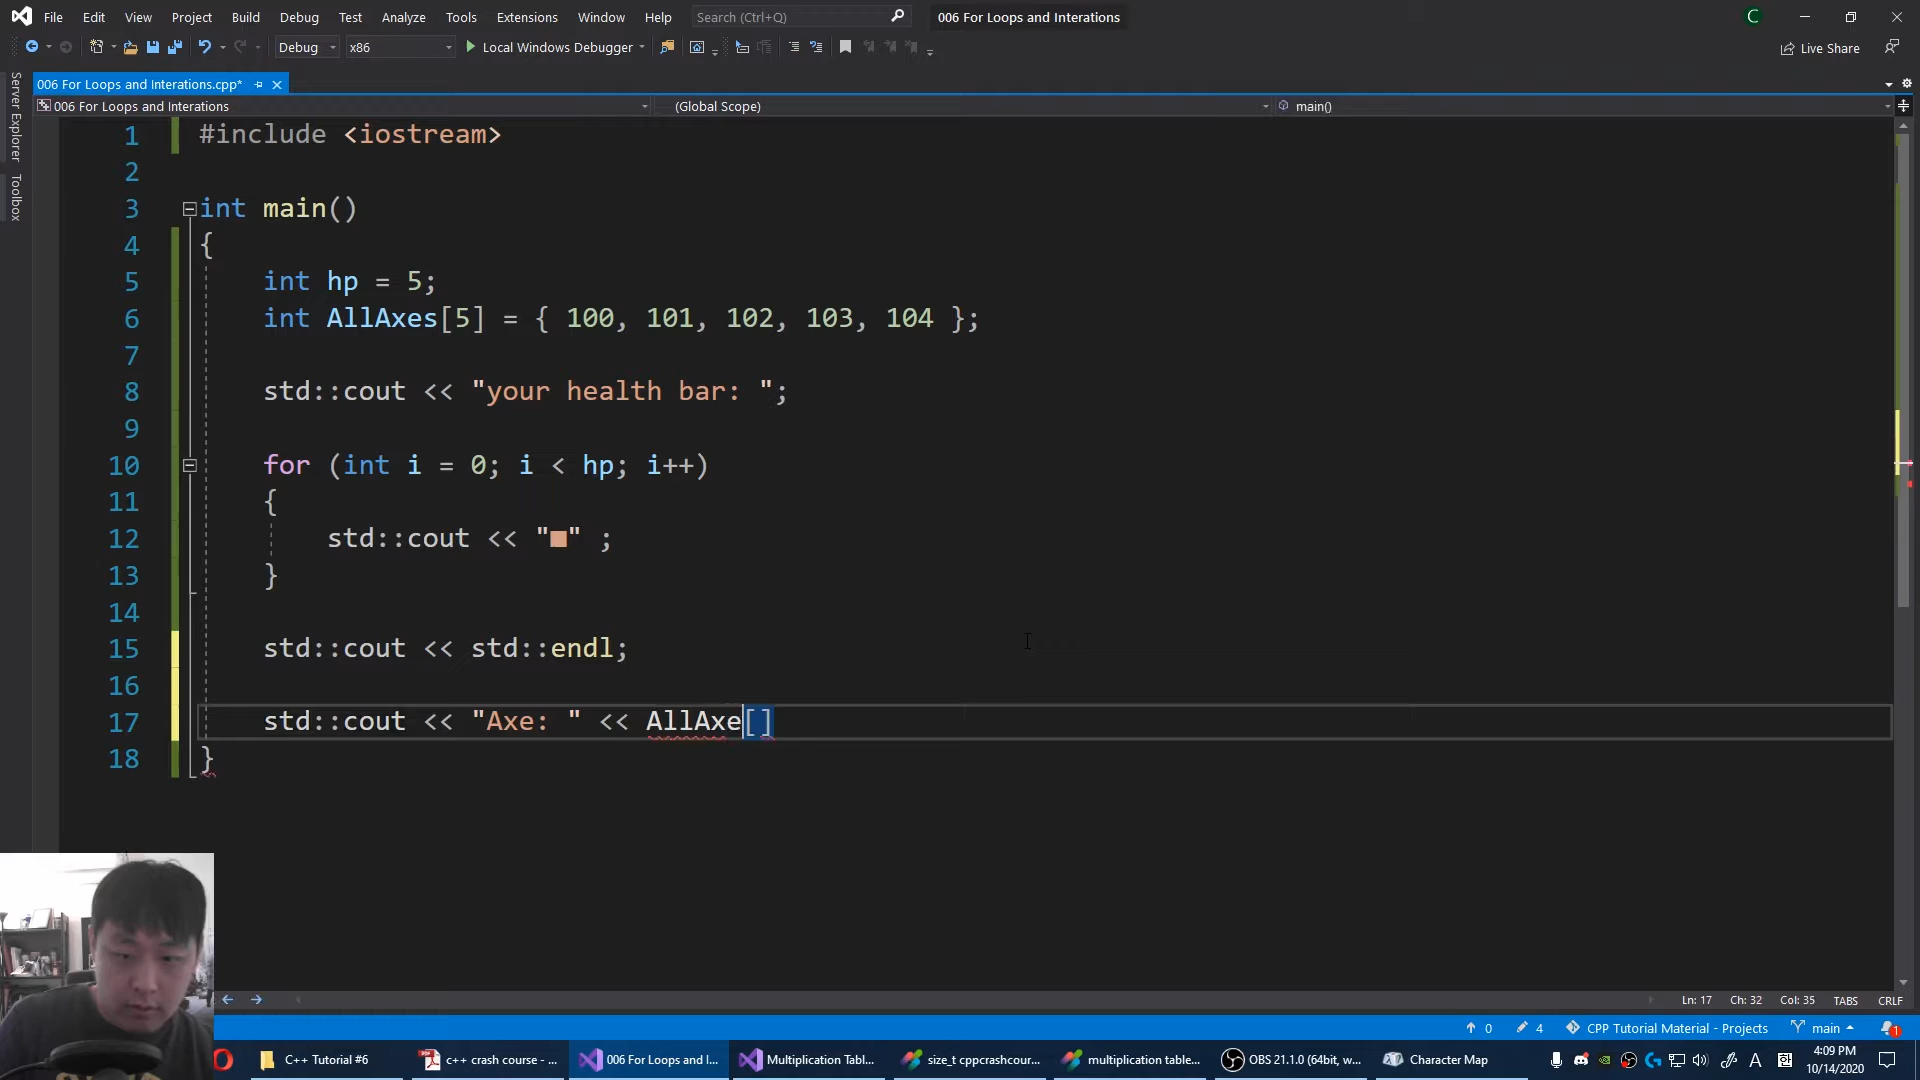 File Edit View Project Build Debug Test Analyze Tools Extensions Window Help Search (Ctrl+Q) 006 For Loops and Interations C
Debug x86 Local Windows Debugger Live Share
006 For Loops and Interations.cpp*
006 For Loops and Interations (Global Scope) main()
Server Explorer
Toolbox
1 #include <iostream>
2
3 int main()
4 {
5 int hp = 5;
6 int AllAxes[5] = { 100, 101, 102, 103, 104 };
7
8 std::cout << "your health bar: ";
9
10 for (int i = 0; i < hp; i++)
11 {
12 std::cout << "■" ;
13 }
14
15 std::cout << std::endl;
16
17 std::cout << "Axe: " << AllAxe[]
18 }
Ln: 17 Ch: 32 Col: 35 TABS CRLF
0 4 CPP Tutorial Material - Projects main 1
C++ Tutorial #6 c++ crash course - ... 006 For Loops and I... Multiplication Tabl... size_t cppcrashcour... multiplication table... OBS 21.1.0 (64bit, w... Character Map A 한 4:09 PM
10/14/2020